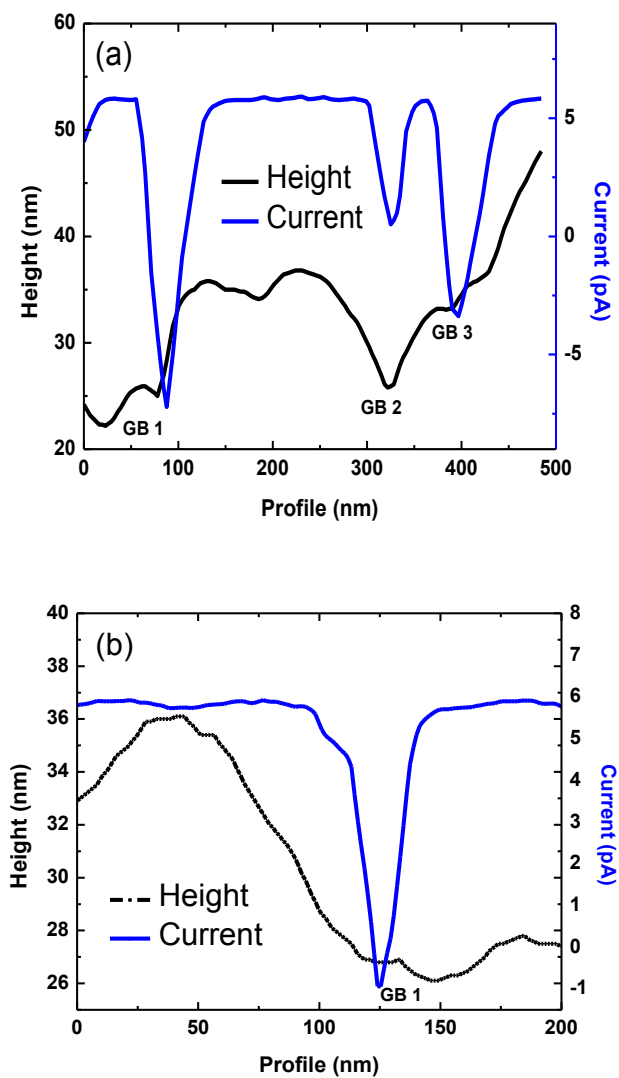 (a)
60
50
40
30
20
Height (nm)
Height
Current
GB 1
GB 2
GB 3
5
0
-5
Current (pA)
0 100 200 300 400 500
Profile (nm)
(b)
40
38
36
34
32
30
28
26
Height (nm)
Height
Current
GB 1
8
7
6
5
4
3
2
1
0
-1
Current (pA)
0 50 100 150 200
Profile (nm)